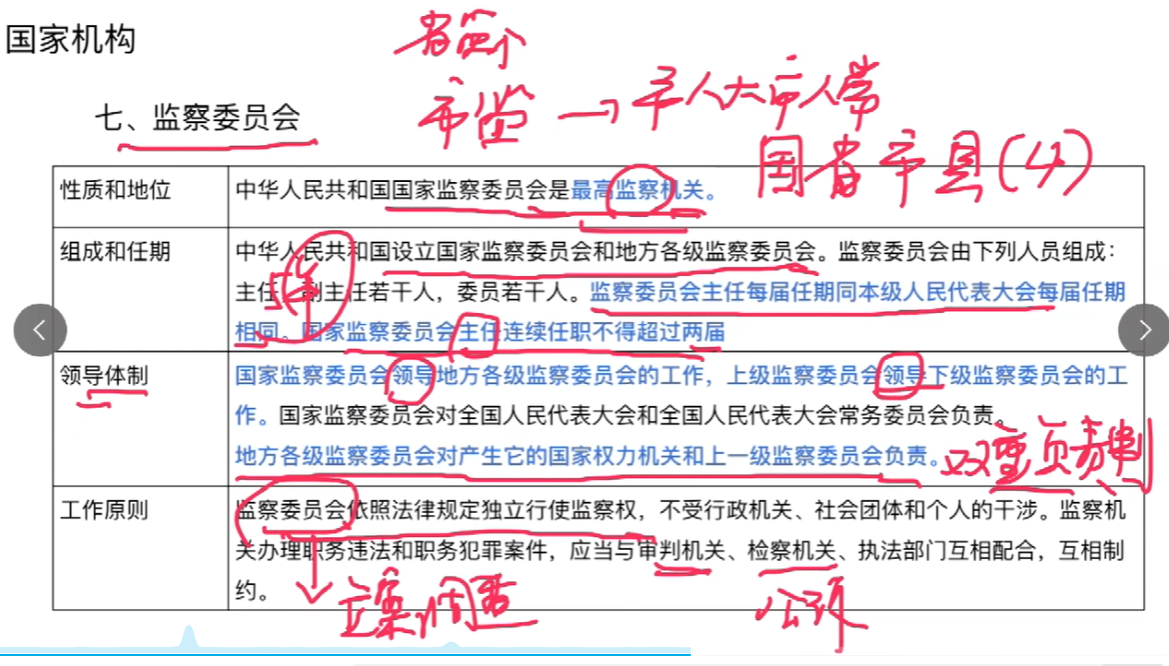 国家机构
省监个
市监 → 市人大市人常
七、监察委员会
国省市县(4)
性质和地位
中华人民共和国国家监察委员会是最高监察机关。
组成和任期
中华人民共和国设立国家监察委员会和地方各级监察委员会。监察委员会由下列人员组成：
主任，副主任若干人，委员若干人。监察委员会主任每届任期同本级人民代表大会每届任期
相同。国家监察委员会主任连续任职不得超过两届
领导体制
国家监察委员会领导地方各级监察委员会的工作，上级监察委员会领导下级监察委员会的工
作。国家监察委员会对全国人民代表大会和全国人民代表大会常务委员会负责。
地方各级监察委员会对产生它的国家权力机关和上一级监察委员会负责。
双重负责制
工作原则
监察委员会依照法律规定独立行使监察权，不受行政机关、社会团体和个人的干涉。监察机
关办理职务违法和职务犯罪案件，应当与审判机关、检察机关、执法部门互相配合，互相制
约。
立案调查
公诉